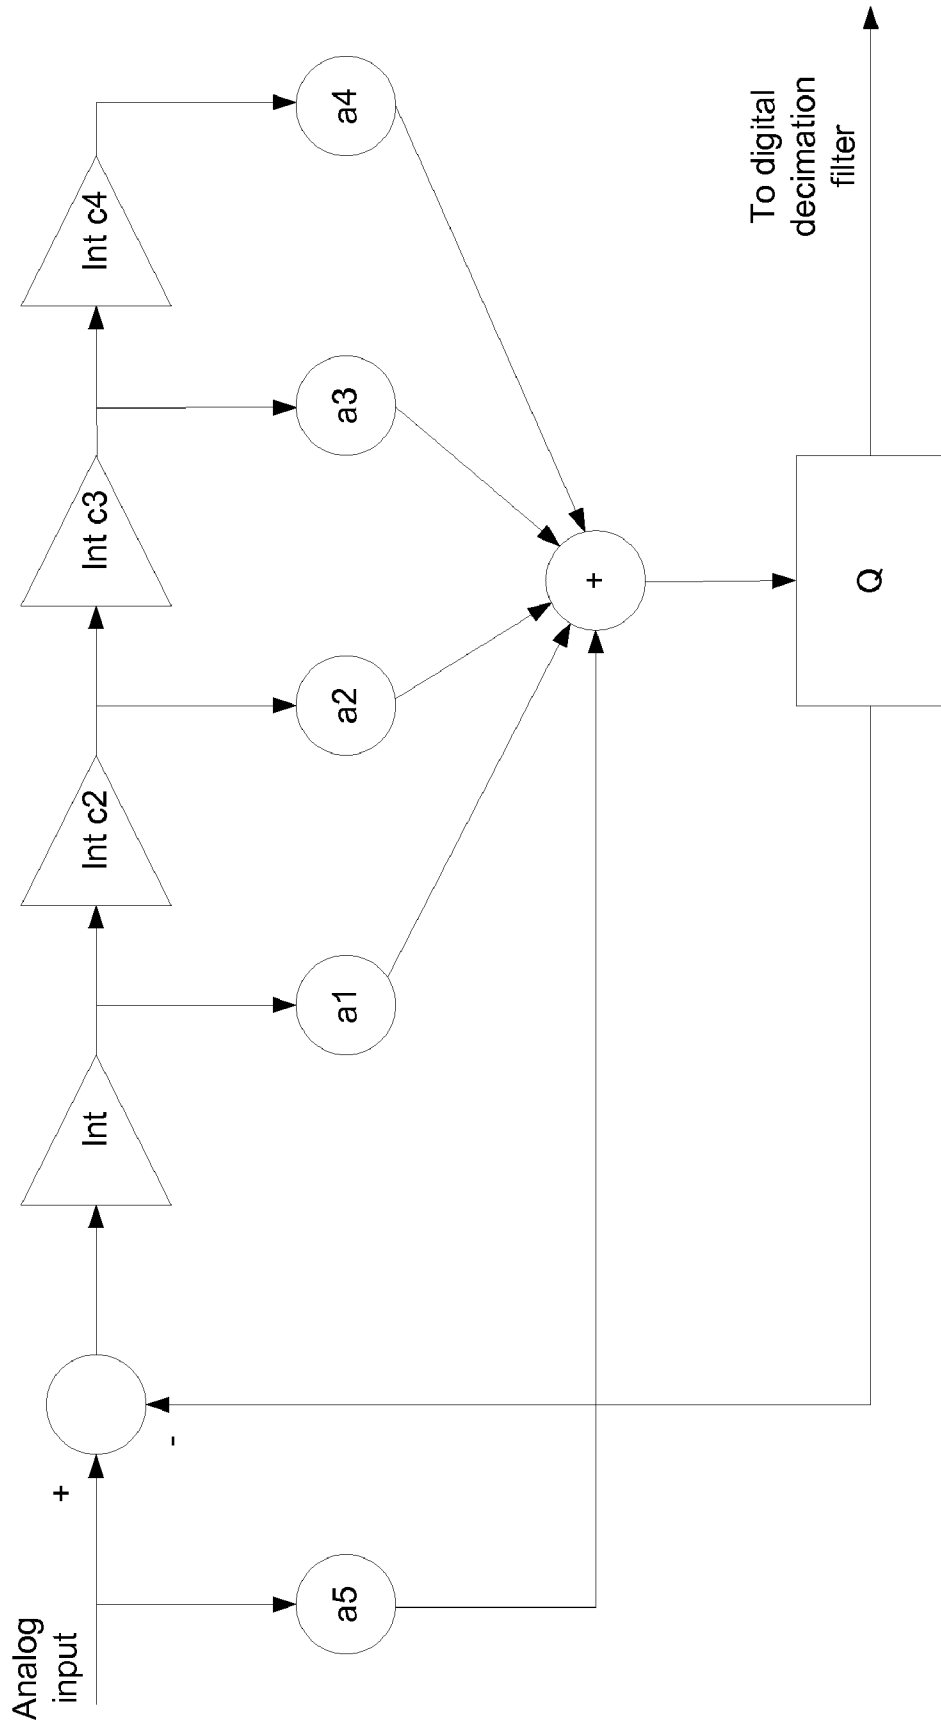 Analog
input
+
-
Int
Int c2
Int c3
Int c4
a5
a1
a2
a3
a4
+
Q
To digital
decimation
filter